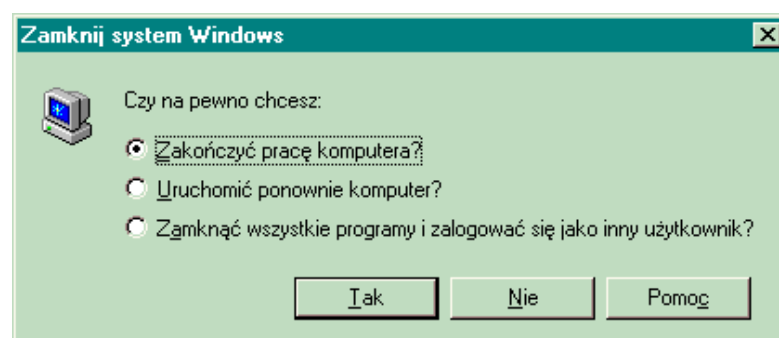 Zamknij system Windows
Czy na pewno chcesz:
Zakończyć pracę komputera?
Uruchomić ponownie komputer?
Zamknąć wszystkie programy i zalogować się jako inny użytkownik?
Tak Nie Pomoc